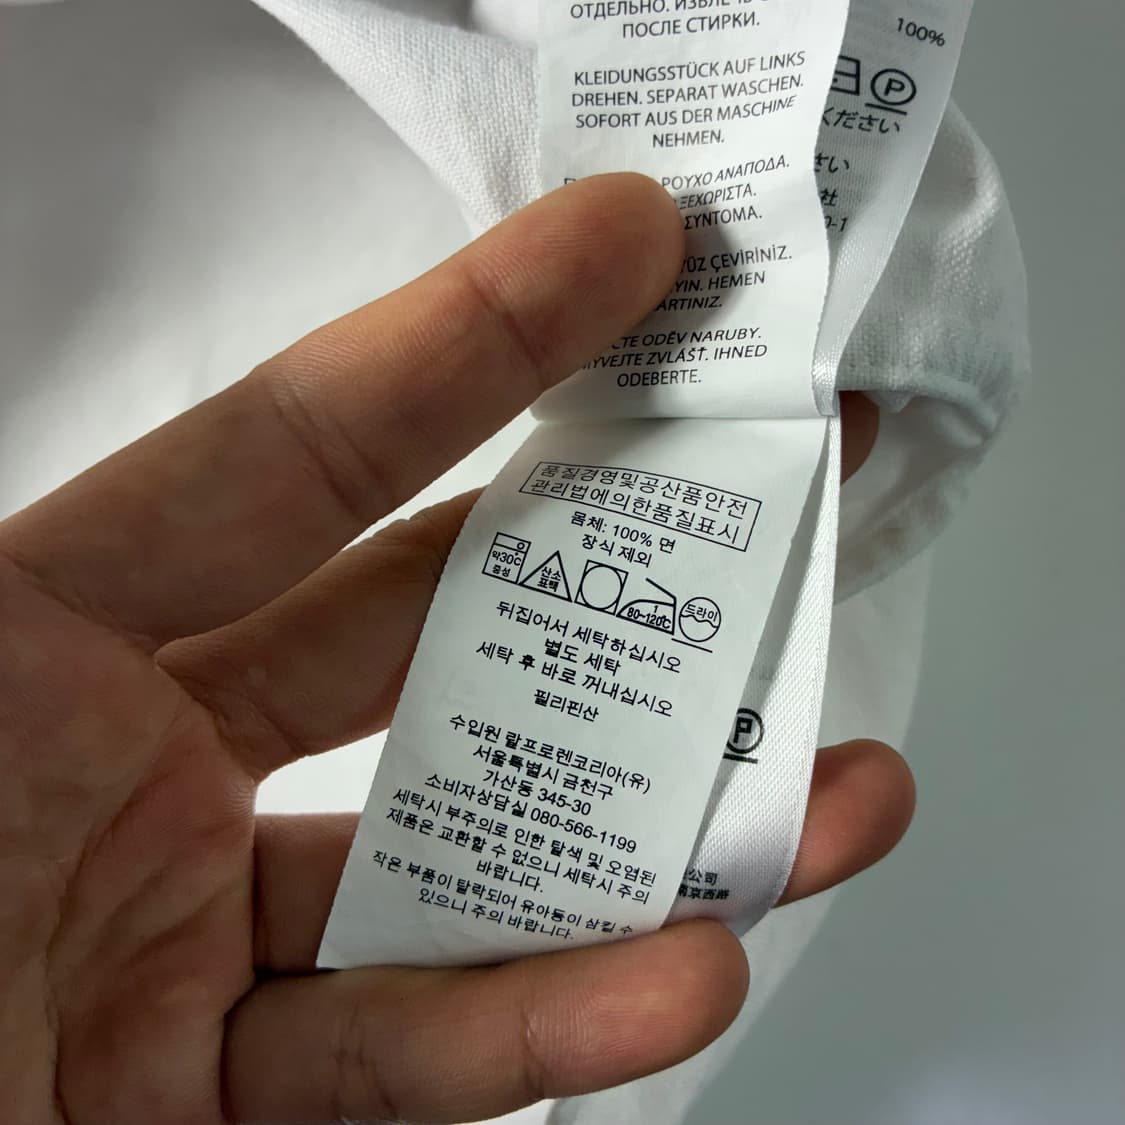 ОТДЕЛЬНО.
ПОСЛЕ СТИРКИ.
KLEIDUNGSSTÜCK AUF LINKS
DREHEN. SEPARAT WASCHEN.
SOFORT AUS DER MASCHINE
NEHMEN.
ΡΟΥΧΟ ΑΝΑΠΟΔΑ.
ΞΕΧΩΡΙΣΤΑ.
ΣΥΝΤΟΜΑ.
ÇEVİRİNİZ.
HEMEN
ODĚV NARUBY.
ZVLÁŠŤ. IHNED
ODEBERTE.
100%
P
ください
품질경영및공산품안전
관리법에의한품질표시
몸체: 100% 면
장식 제외
약30℃
중성
산소
표백
1
80~120℃
드라이
뒤집어서 세탁하십시오
별도 세탁
세탁 후 바로 꺼내십시오
필리핀산
수입원 랄프로렌코리아(유)
서울특별시 금천구
가산동 345-30
소비자상담실 080-566-1199
세탁시 부주의로 인한 탈색 및 오염된
제품은 교환할 수 없으니 세탁시 주의
바랍니다.
작은 부품이 탈락되어 유아동이 삼킬 수
있으니 주의 바랍니다.
P
公司
南京西